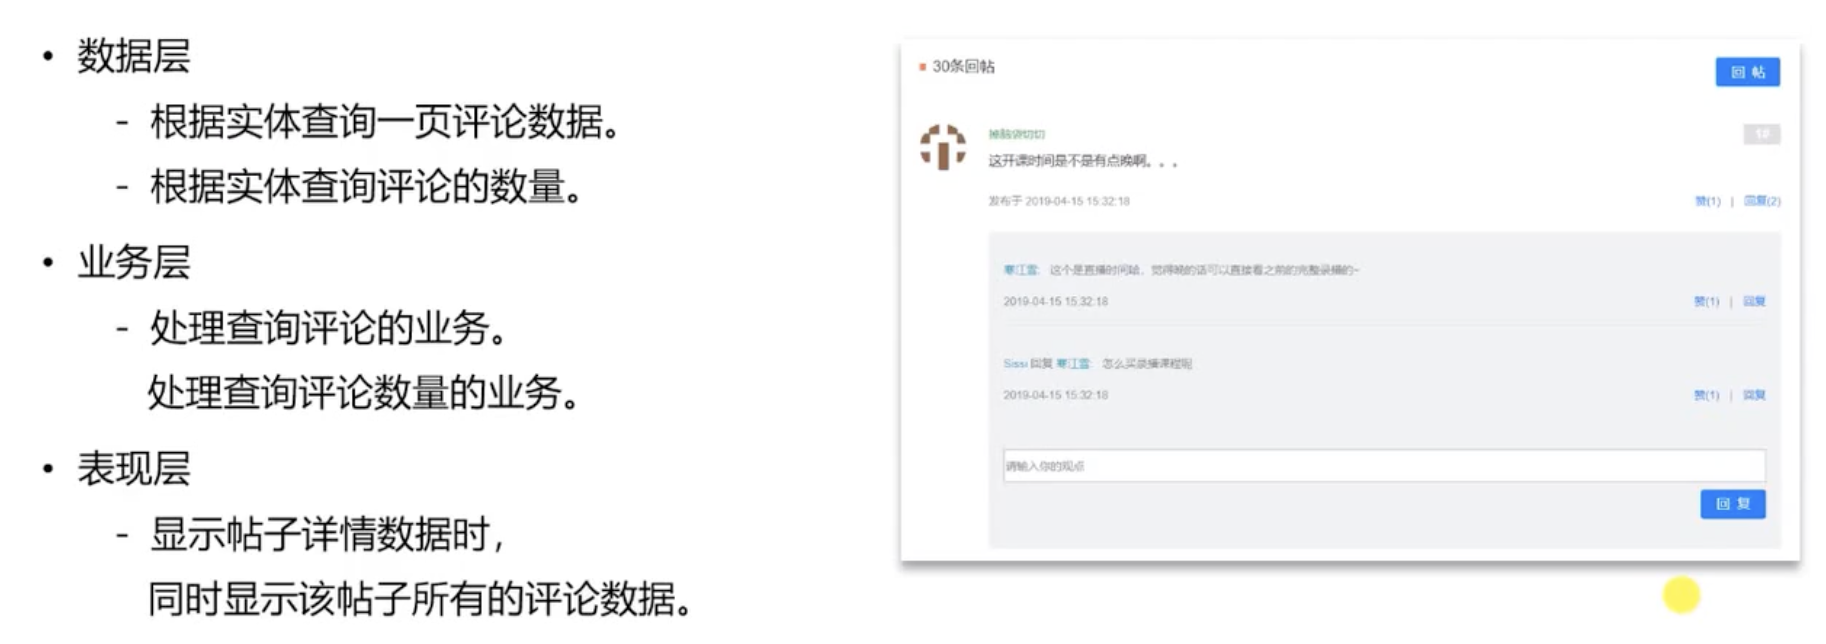 • 数据层
- 根据实体查询一页评论数据。
- 根据实体查询评论的数量。
• 业务层
- 处理查询评论的业务。
处理查询评论数量的业务。
• 表现层
- 显示帖子详情数据时，
同时显示该帖子所有的评论数据。
30条回帖
回 帖
掉脑袋切切
1#
这开课时间是不是有点晚啊。。。
发布于 2019-04-15 15:32:18
赞(1) | 回复(2)
寒江雪: 这个是直播时间哈，觉得晚的话可以直接看之前的完整录播的~
2019-04-15 15:32:18
赞(1) | 回复
Sissi 回复 寒江雪: 怎么买录播课程呢
2019-04-15 15:32:18
赞(1) | 回复
请输入你的观点
回 复